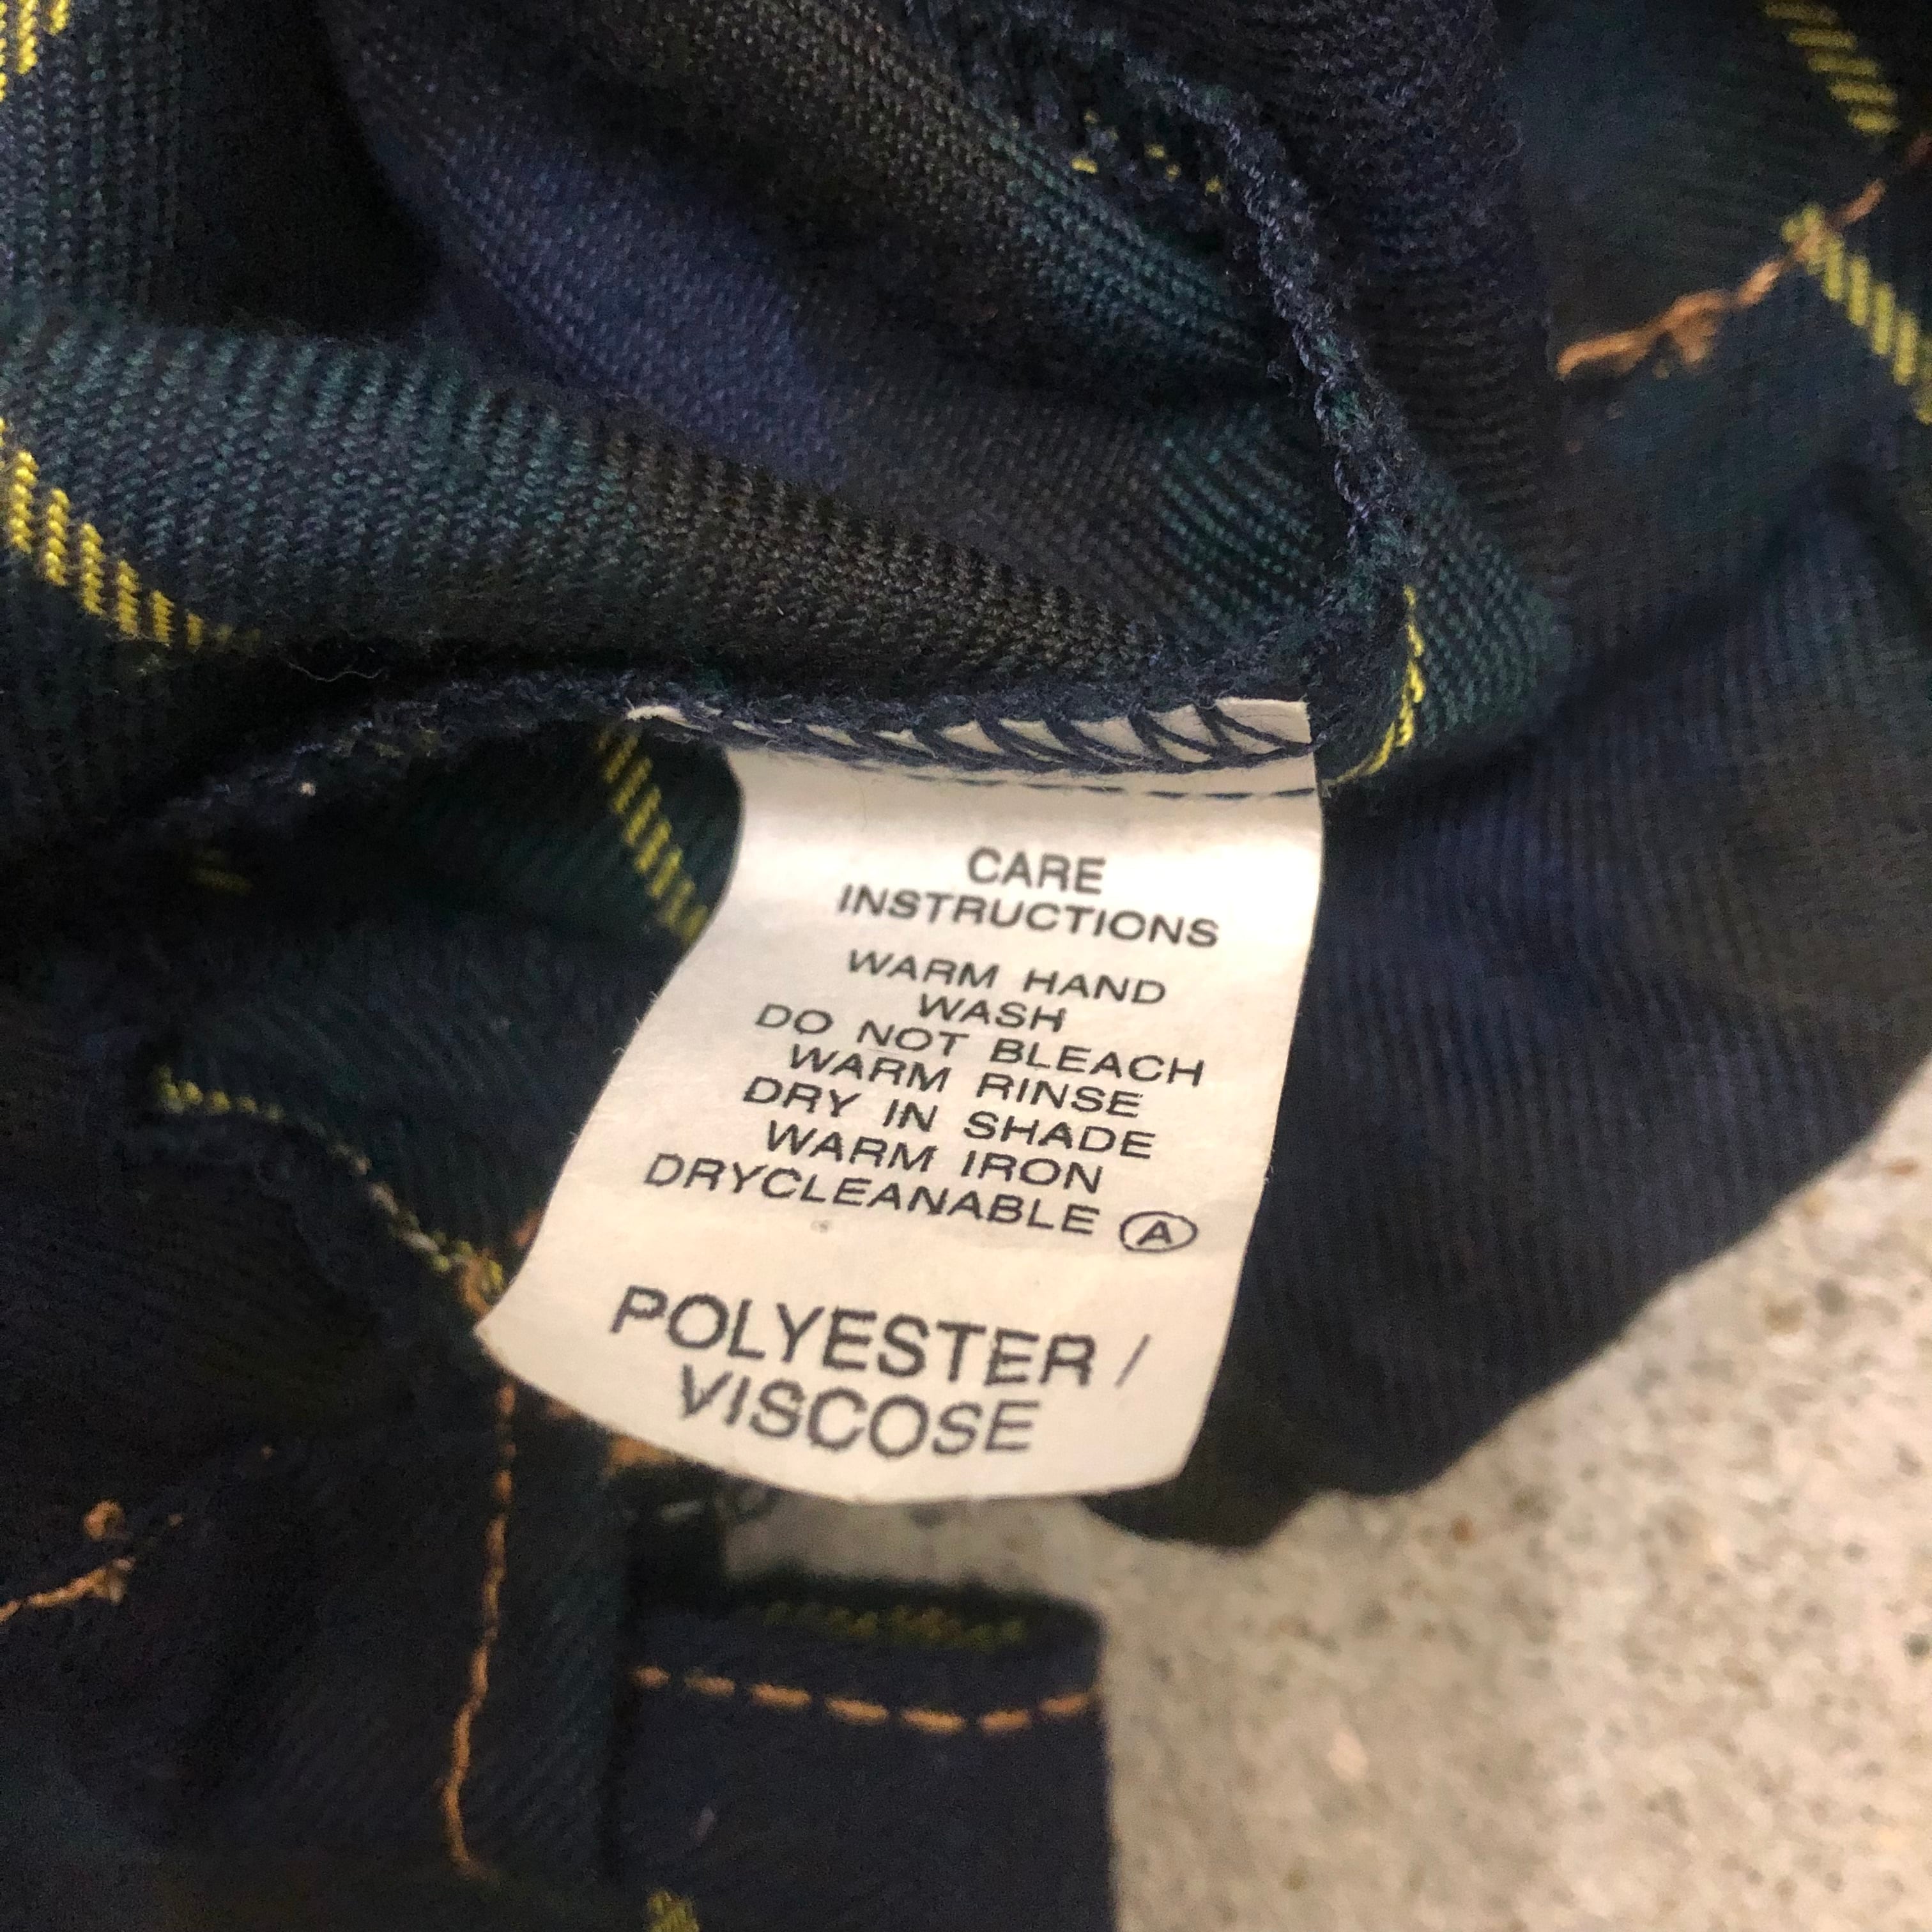 CARE
INSTRUCTIONS
WARM HAND
WASH
DO NOT BLEACH
WARM RINSE
DRY IN SHADE
WARM IRON
DRYCLEANABLE Ⓐ
POLYESTER /
VISCOSE